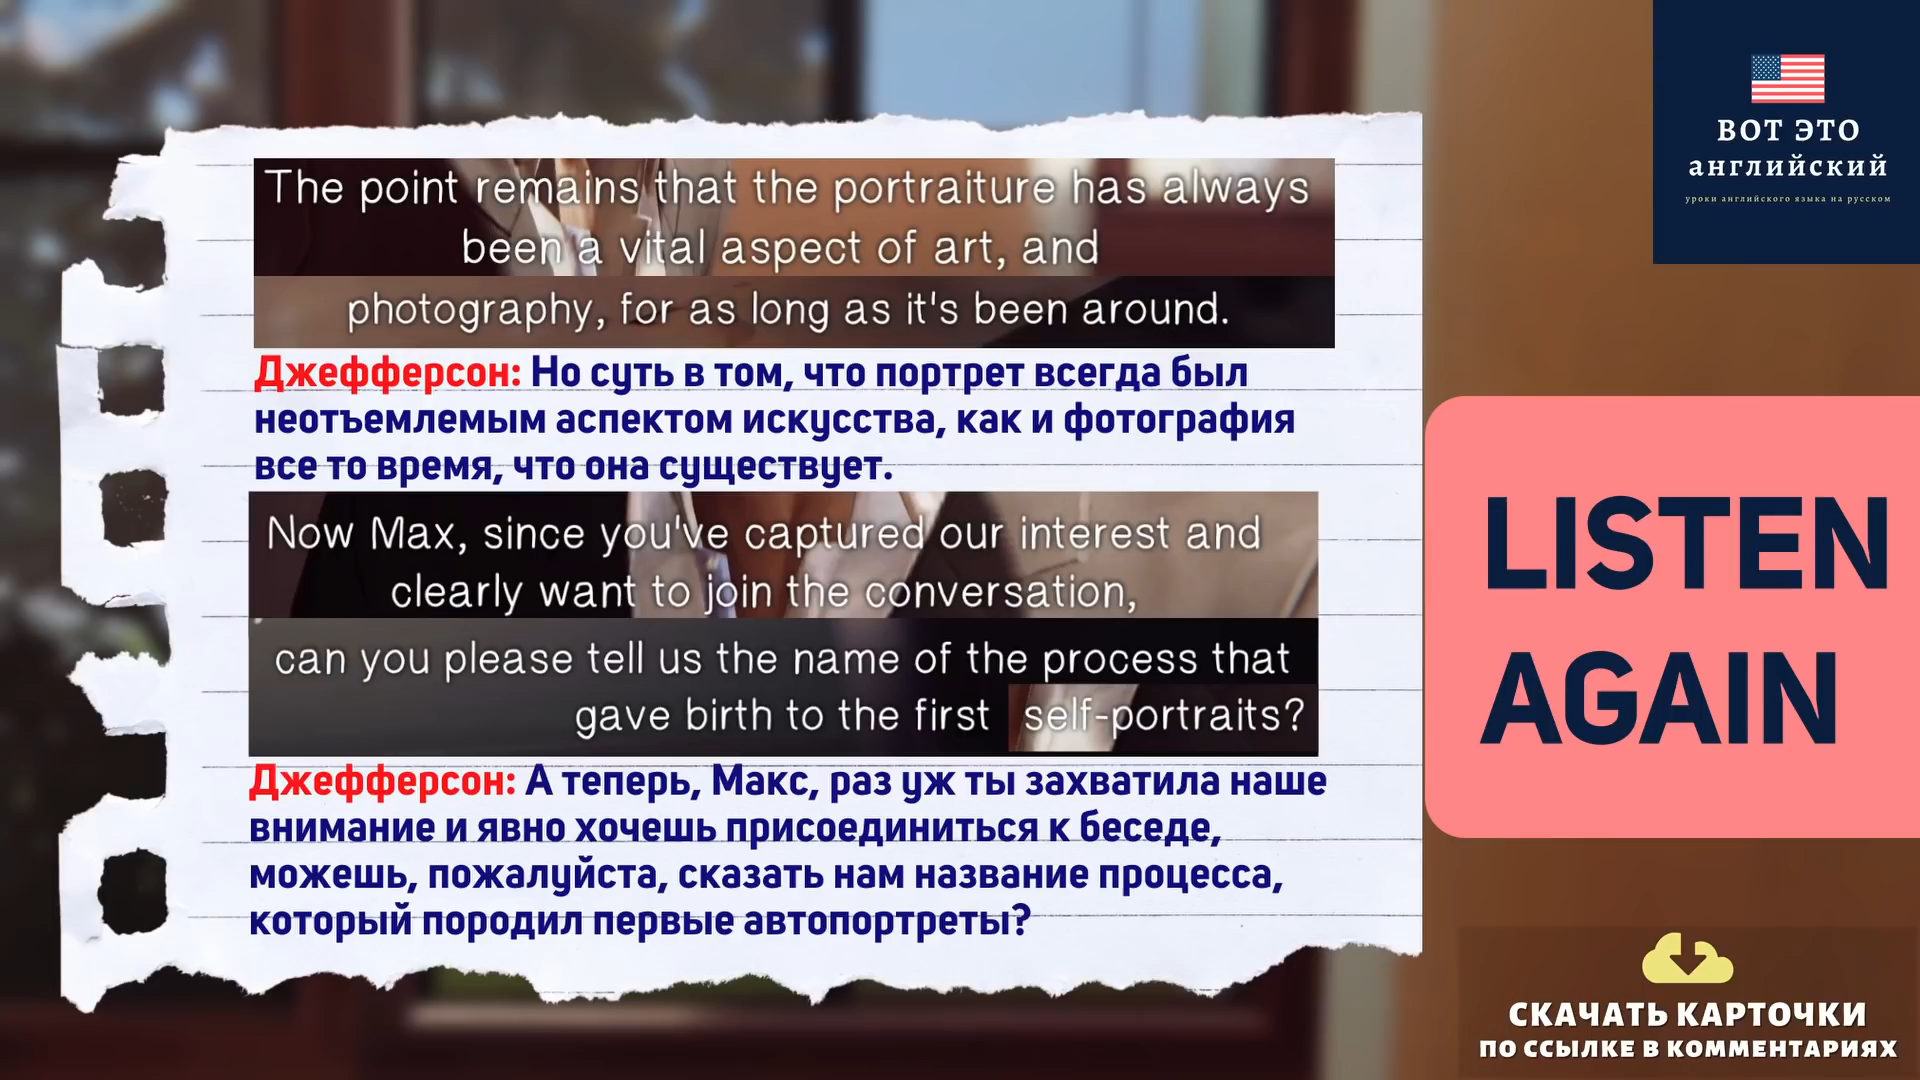 The point remains that the portraiture has always
been a vital aspect of art, and
photography, for as long as it's been around.
Джефферсон: Но суть в том, что портрет всегда был
неотъемлемым аспектом искусства, как и фотография
все то время, что она существует.
Now Max, since you've captured our interest and
clearly want to join the conversation,
can you please tell us the name of the process that
gave birth to the first self-portraits?
Джефферсон: А теперь, Макс, раз уж ты захватила наше
внимание и явно хочешь присоединиться к беседе,
можешь, пожалуйста, сказать нам название процесса,
который породил первые автопортреты?
ВОТ ЭТО
английский
уроки английского языка на русском
LISTEN
AGAIN
СКАЧАТЬ КАРТОЧКИ
ПО ССЫЛКЕ В КОММЕНТАРИЯХ